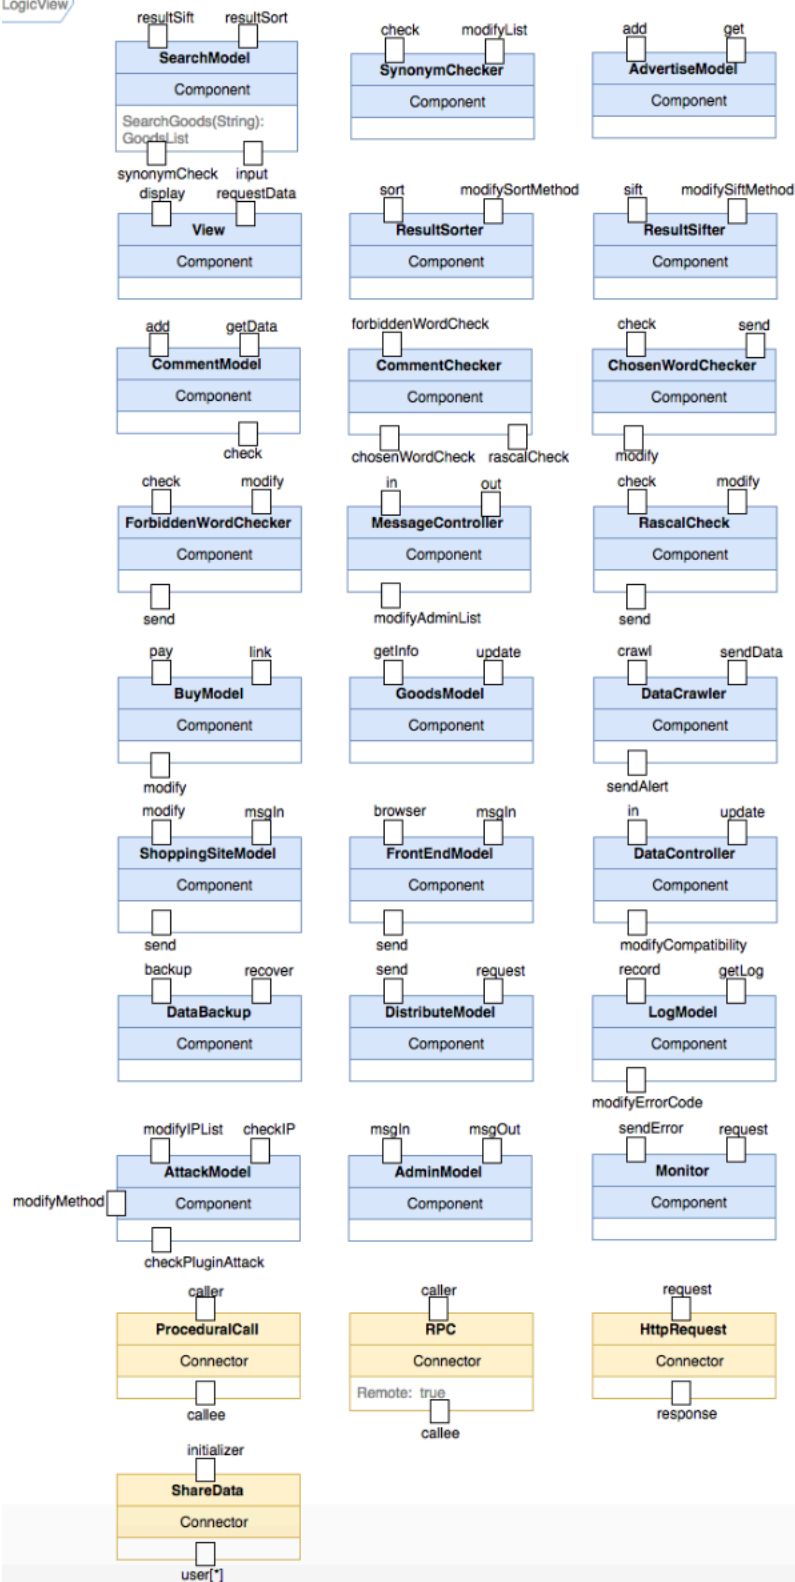 LogicView
resultSift resultSort
SearchModel
Component
SearchGoods(String):
GoodsList
synonymCheck input
check modifyList
SynonymChecker
Component
add get
AdvertiseModel
Component
display requestData
View
Component
sort modifySortMethod
ResultSorter
Component
sift modifySiftMethod
ResultSifter
Component
add getData
CommentModel
Component
check
forbiddenWordCheck
CommentChecker
Component
chosenWordCheck rascalCheck
check send
ChosenWordChecker
Component
modify
check modify
ForbiddenWordChecker
Component
send
in out
MessageController
Component
modifyAdminList
check modify
RascalCheck
Component
send
pay link
BuyModel
Component
modify
getInfo update
GoodsModel
Component
crawl sendData
DataCrawler
Component
sendAlert
modify msgIn
ShoppingSiteModel
Component
send
browser msgIn
FrontEndModel
Component
send
in update
DataController
Component
modifyCompatibility
backup recover
DataBackup
Component
send request
DistributeModel
Component
record getLog
LogModel
Component
modifyErrorCode
modifyIPList checkIP
AttackModel
modifyMethod
Component
checkPluginAttack
msgIn msgOut
AdminModel
Component
sendError request
Monitor
Component
caller
ProceduralCall
Connector
callee
caller
RPC
Connector
Remote: true
callee
request
HttpRequest
Connector
response
initializer
ShareData
Connector
user[*]